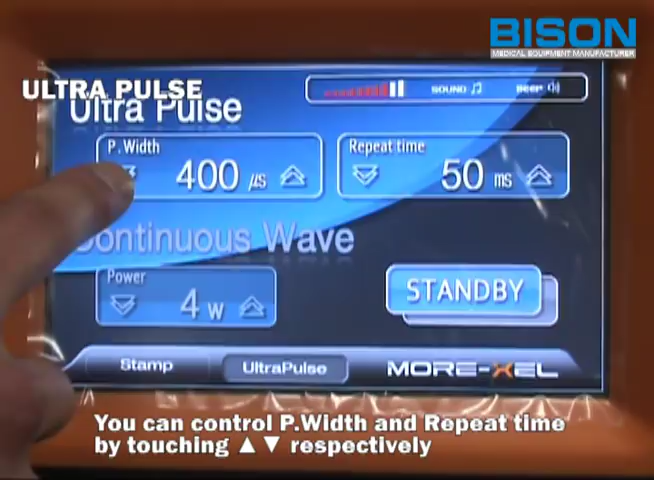 BISON
MEDICAL EQUIPMENT MANUFACTURER
ULTRA PULSE
Ultra Pulse
SOUND
BEEP
P.Width
400 µs
Repeat time
50 ms
Continuous Wave
Power
4 W
STANDBY
Stamp
UltraPulse
MORE-XEL
You can control P.Width and Repeat time
by touching ▲▼ respectively